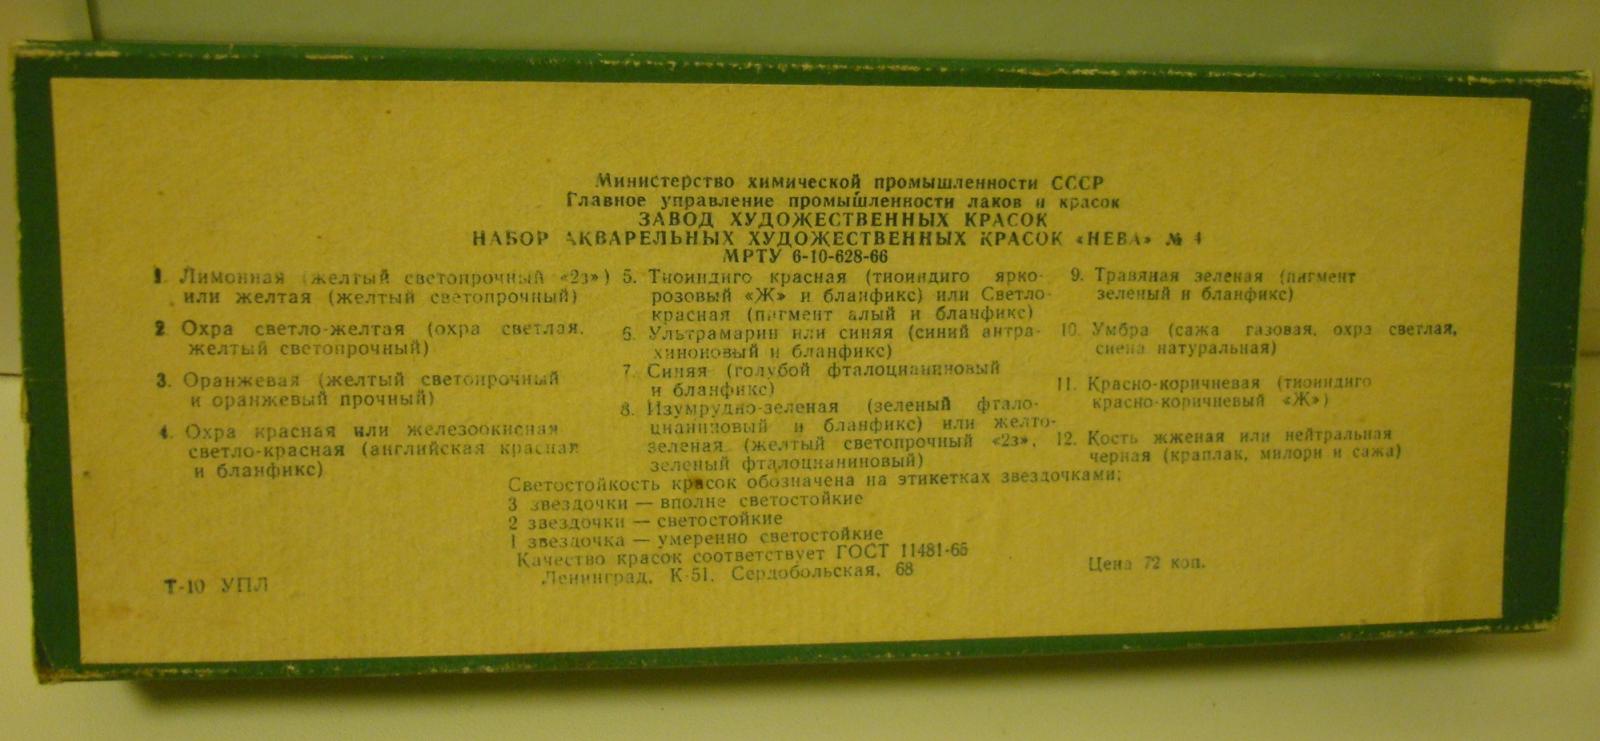 Министерство химической промышленности СССР
Главное управление промышленности лаков и красок
ЗАВОД ХУДОЖЕСТВЕННЫХ КРАСОК
НАБОР АКВАРЕЛЬНЫХ ХУДОЖЕСТВЕННЫХ КРАСОК «НЕВА» № 4
МРТУ 6-10-628-66
1. Лимонная (желтый светопрочный «2з»)
или желтая (желтый светопрочный)
2. Охра светло-желтая (охра светлая,
желтый светопрочный)
3. Оранжевая (желтый светопрочный
и оранжевый прочный)
4. Охра красная или железоокисная
светло-красная (английская красная
и бланфикс)
5. Тиоиндиго красная (тиоиндиго ярко-
розовый «Ж» и бланфикс) или Светло-
красная (пигмент алый и бланфикс)
6. Ультрамарин или синяя (синий антра-
хиноновый и бланфикс)
7. Синяя (голубой фталоцианиновый
и бланфикс)
8. Изумрудно-зеленая (зеленый фтало-
цианиновый и бланфикс) или желто-
зеленая (желтый светопрочный «2з»,
зеленый фталоцианиновый)
9. Травяная зеленая (пигмент
зеленый и бланфикс)
10. Умбра (сажа газовая, охра светлая,
сиена натуральная)
11. Красно-коричневая (тиоиндиго
красно-коричневый «Ж»)
12. Кость жженая или нейтральная
черная (краплак, милори и сажа)
Светостойкость красок обозначена на этикетках звездочками:
3 звездочки — вполне светостойкие
2 звездочки — светостойкие
1 звездочка — умеренно светостойкие
Качество красок соответствует ГОСТ 11481-65
Ленинград, К-51, Сердобольская, 68
Цена 72 коп.
Т-10 УПЛ